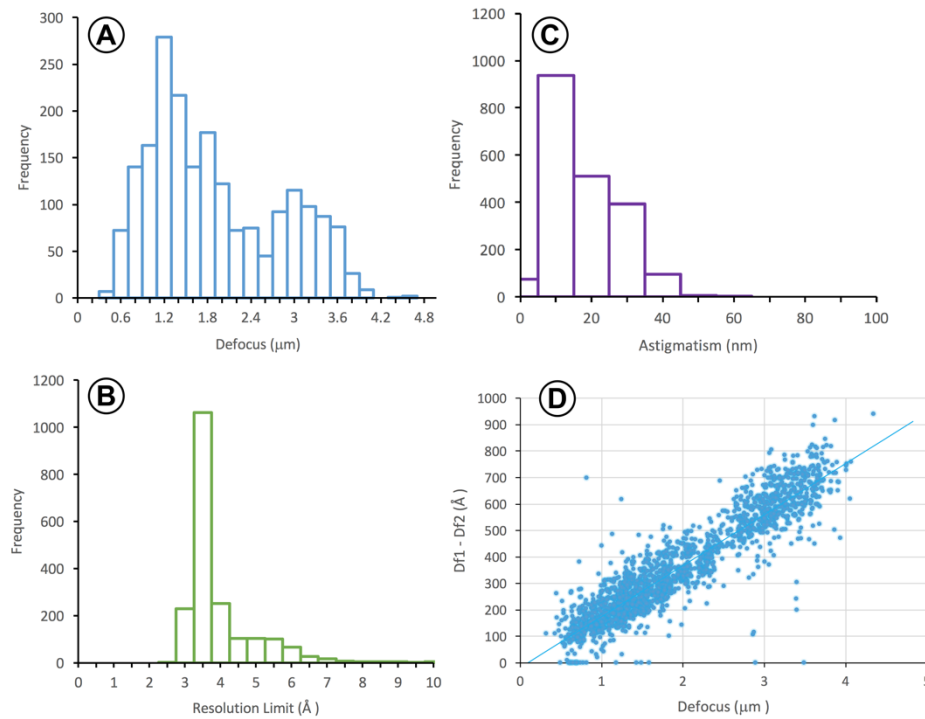 A
300
250
200
150
100
50
0
Frequency
0 0.6 1.2 1.8 2.4 3 3.6 4.2 4.8
Defocus (μm)
C
1200
1000
800
600
400
200
0
Frequency
0 20 40 60 80 100
Astigmatism (nm)
B
1200
1000
800
600
400
200
0
Frequency
0 1 2 3 4 5 6 7 8 9 10
Resolution Limit (Å )
D
1000
900
800
700
600
500
400
300
200
100
0
Df1 - Df2 (Å )
0 1 2 3 4 5
Defocus (μm )